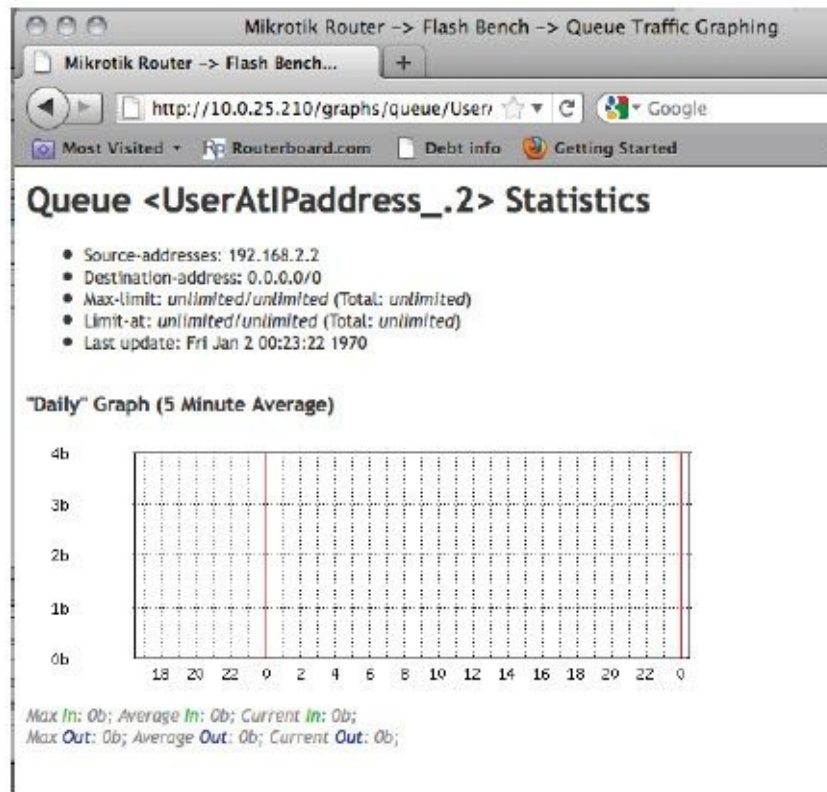 Mikrotik Router -> Flash Bench -> Queue Traffic Graphing
Mikrotik Router -> Flash Bench...
+
http://10.0.25.210/graphs/queue/User/
Google
Most Visited
RP Routerboard.com
Debt info
Getting Started
Queue <UserAtIPaddress_.2> Statistics
Source-addresses: 192.168.2.2
Destination-address: 0.0.0.0/0
Max-limit: unlimited/unlimited (Total: unlimited)
Limit-at: unlimited/unlimited (Total: unlimited)
Last update: Fri Jan 2 00:23:22 1970
"Daily" Graph (5 Minute Average)
4b
3b
2b
1b
0b
18 20 22 0 2 4 6 8 10 12 14 16 18 20 22 0
Max In: 0b; Average In: 0b; Current In: 0b;
Max Out: 0b; Average Out: 0b; Current Out: 0b;